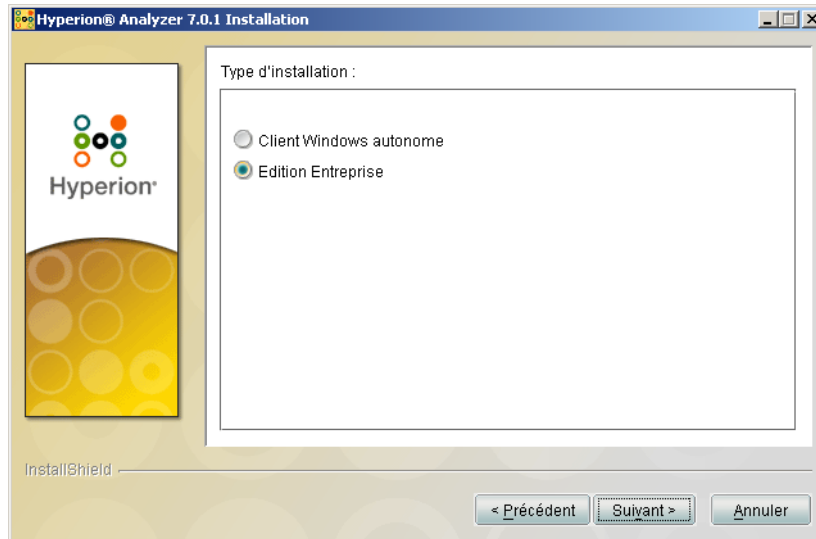 Hyperion® Analyzer 7.0.1 Installation
Type d'installation :
Client Windows autonome
Edition Entreprise
Hyperion
InstallShield
< Précédent
Suivant >
Annuler